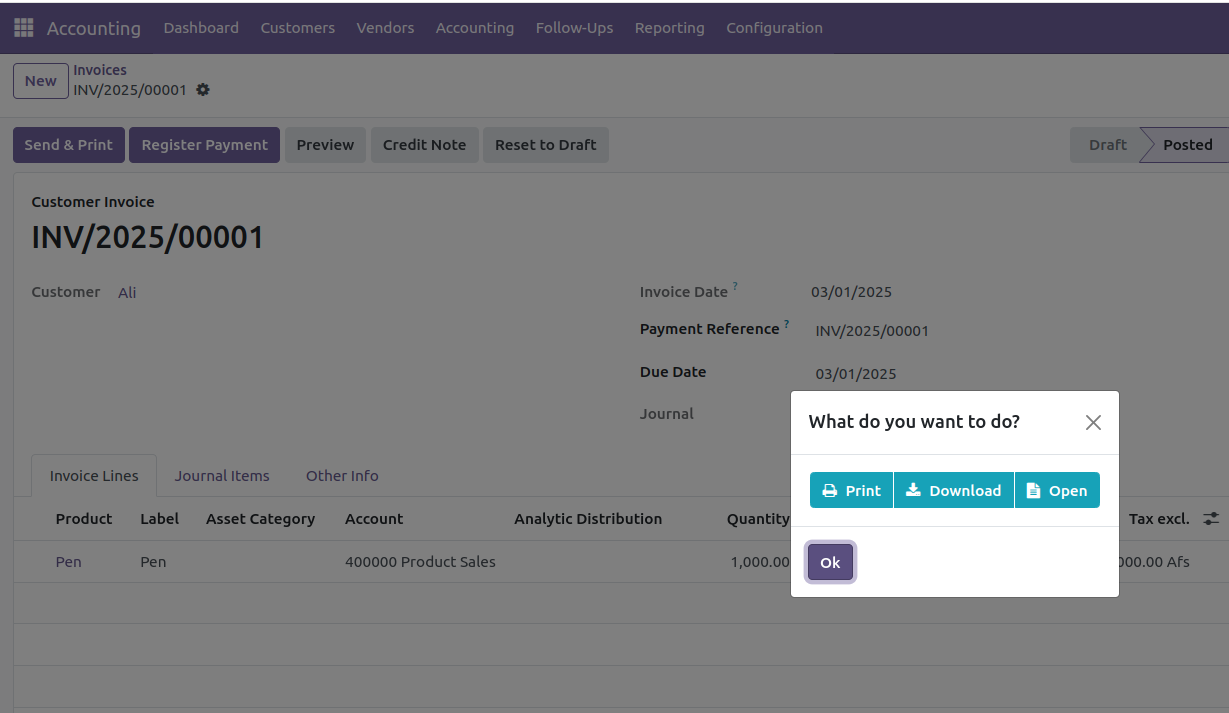 Accounting Dashboard Customers Vendors Accounting Follow-Ups Reporting Configuration
New
Invoices
INV/2025/00001
Send & Print Register Payment Preview Credit Note Reset to Draft Draft Posted
Customer Invoice
INV/2025/00001
Customer Ali
Invoice Date ? 03/01/2025
Payment Reference ? INV/2025/00001
Due Date 03/01/2025
Journal
What do you want to do?
Print Download Open
Ok
Invoice Lines Journal Items Other Info
Product Label Asset Category Account Analytic Distribution Quantity Tax excl.
Pen Pen 400000 Product Sales 1,000.00 000.00 Afs